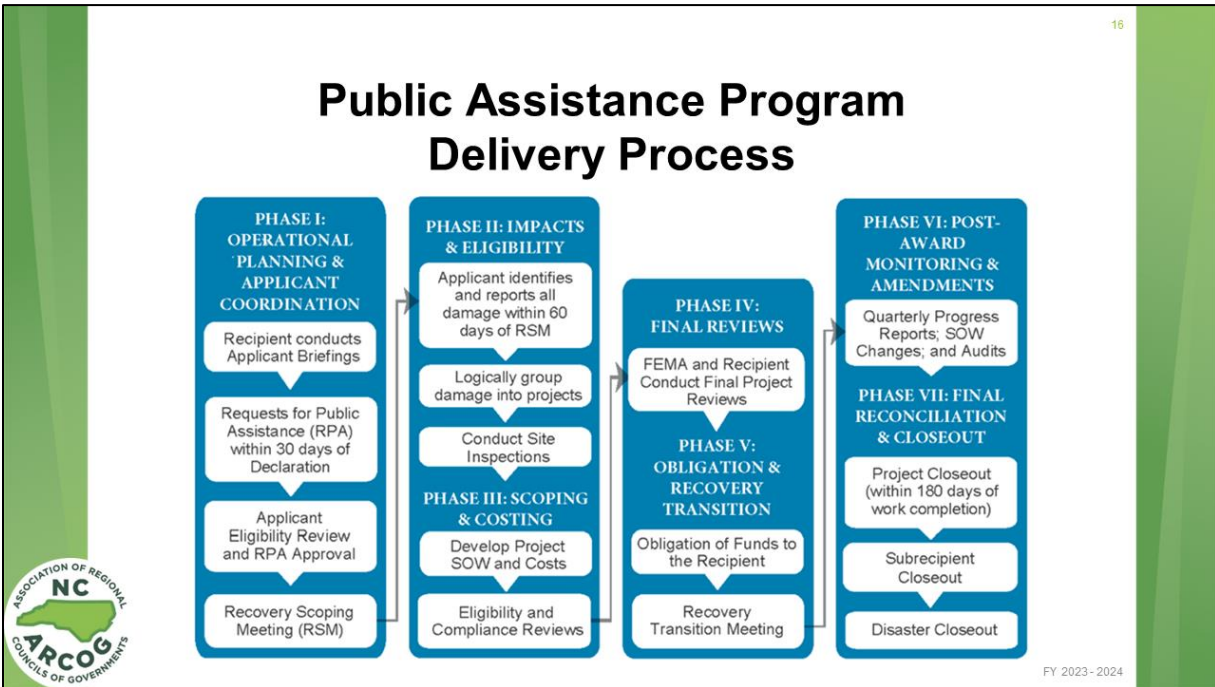 16
Public Assistance Program
Delivery Process
PHASE I:
OPERATIONAL
PLANNING &
APPLICANT
COORDINATION
Recipient conducts
Applicant Briefings
Requests for Public
Assistance (RPA)
within 30 days of
Declaration
Applicant
Eligibility Review
and RPA Approval
Recovery Scoping
Meeting (RSM)
PHASE II: IMPACTS
& ELIGIBILITY
Applicant identifies
and reports all
damage within 60
days of RSM
Logically group
damage into projects
Conduct Site
Inspections
PHASE III: SCOPING
& COSTING
Develop Project
SOW and Costs
Eligibility and
Compliance Reviews
PHASE IV:
FINAL REVIEWS
FEMA and Recipient
Conduct Final Project
Reviews
PHASE V:
OBLIGATION &
RECOVERY
TRANSITION
Obligation of Funds to
the Recipient
Recovery
Transition Meeting
PHASE VI: POST-
AWARD
MONITORING &
AMENDMENTS
Quarterly Progress
Reports; SOW
Changes; and Audits
PHASE VII: FINAL
RECONCILIATION
& CLOSEOUT
Project Closeout
(within 180 days of
work completion)
Subrecipient
Closeout
Disaster Closeout
ASSOCIATION OF REGIONAL
NC
ARCOG
COUNCILS OF GOVERNMENTS
FY 2023-2024